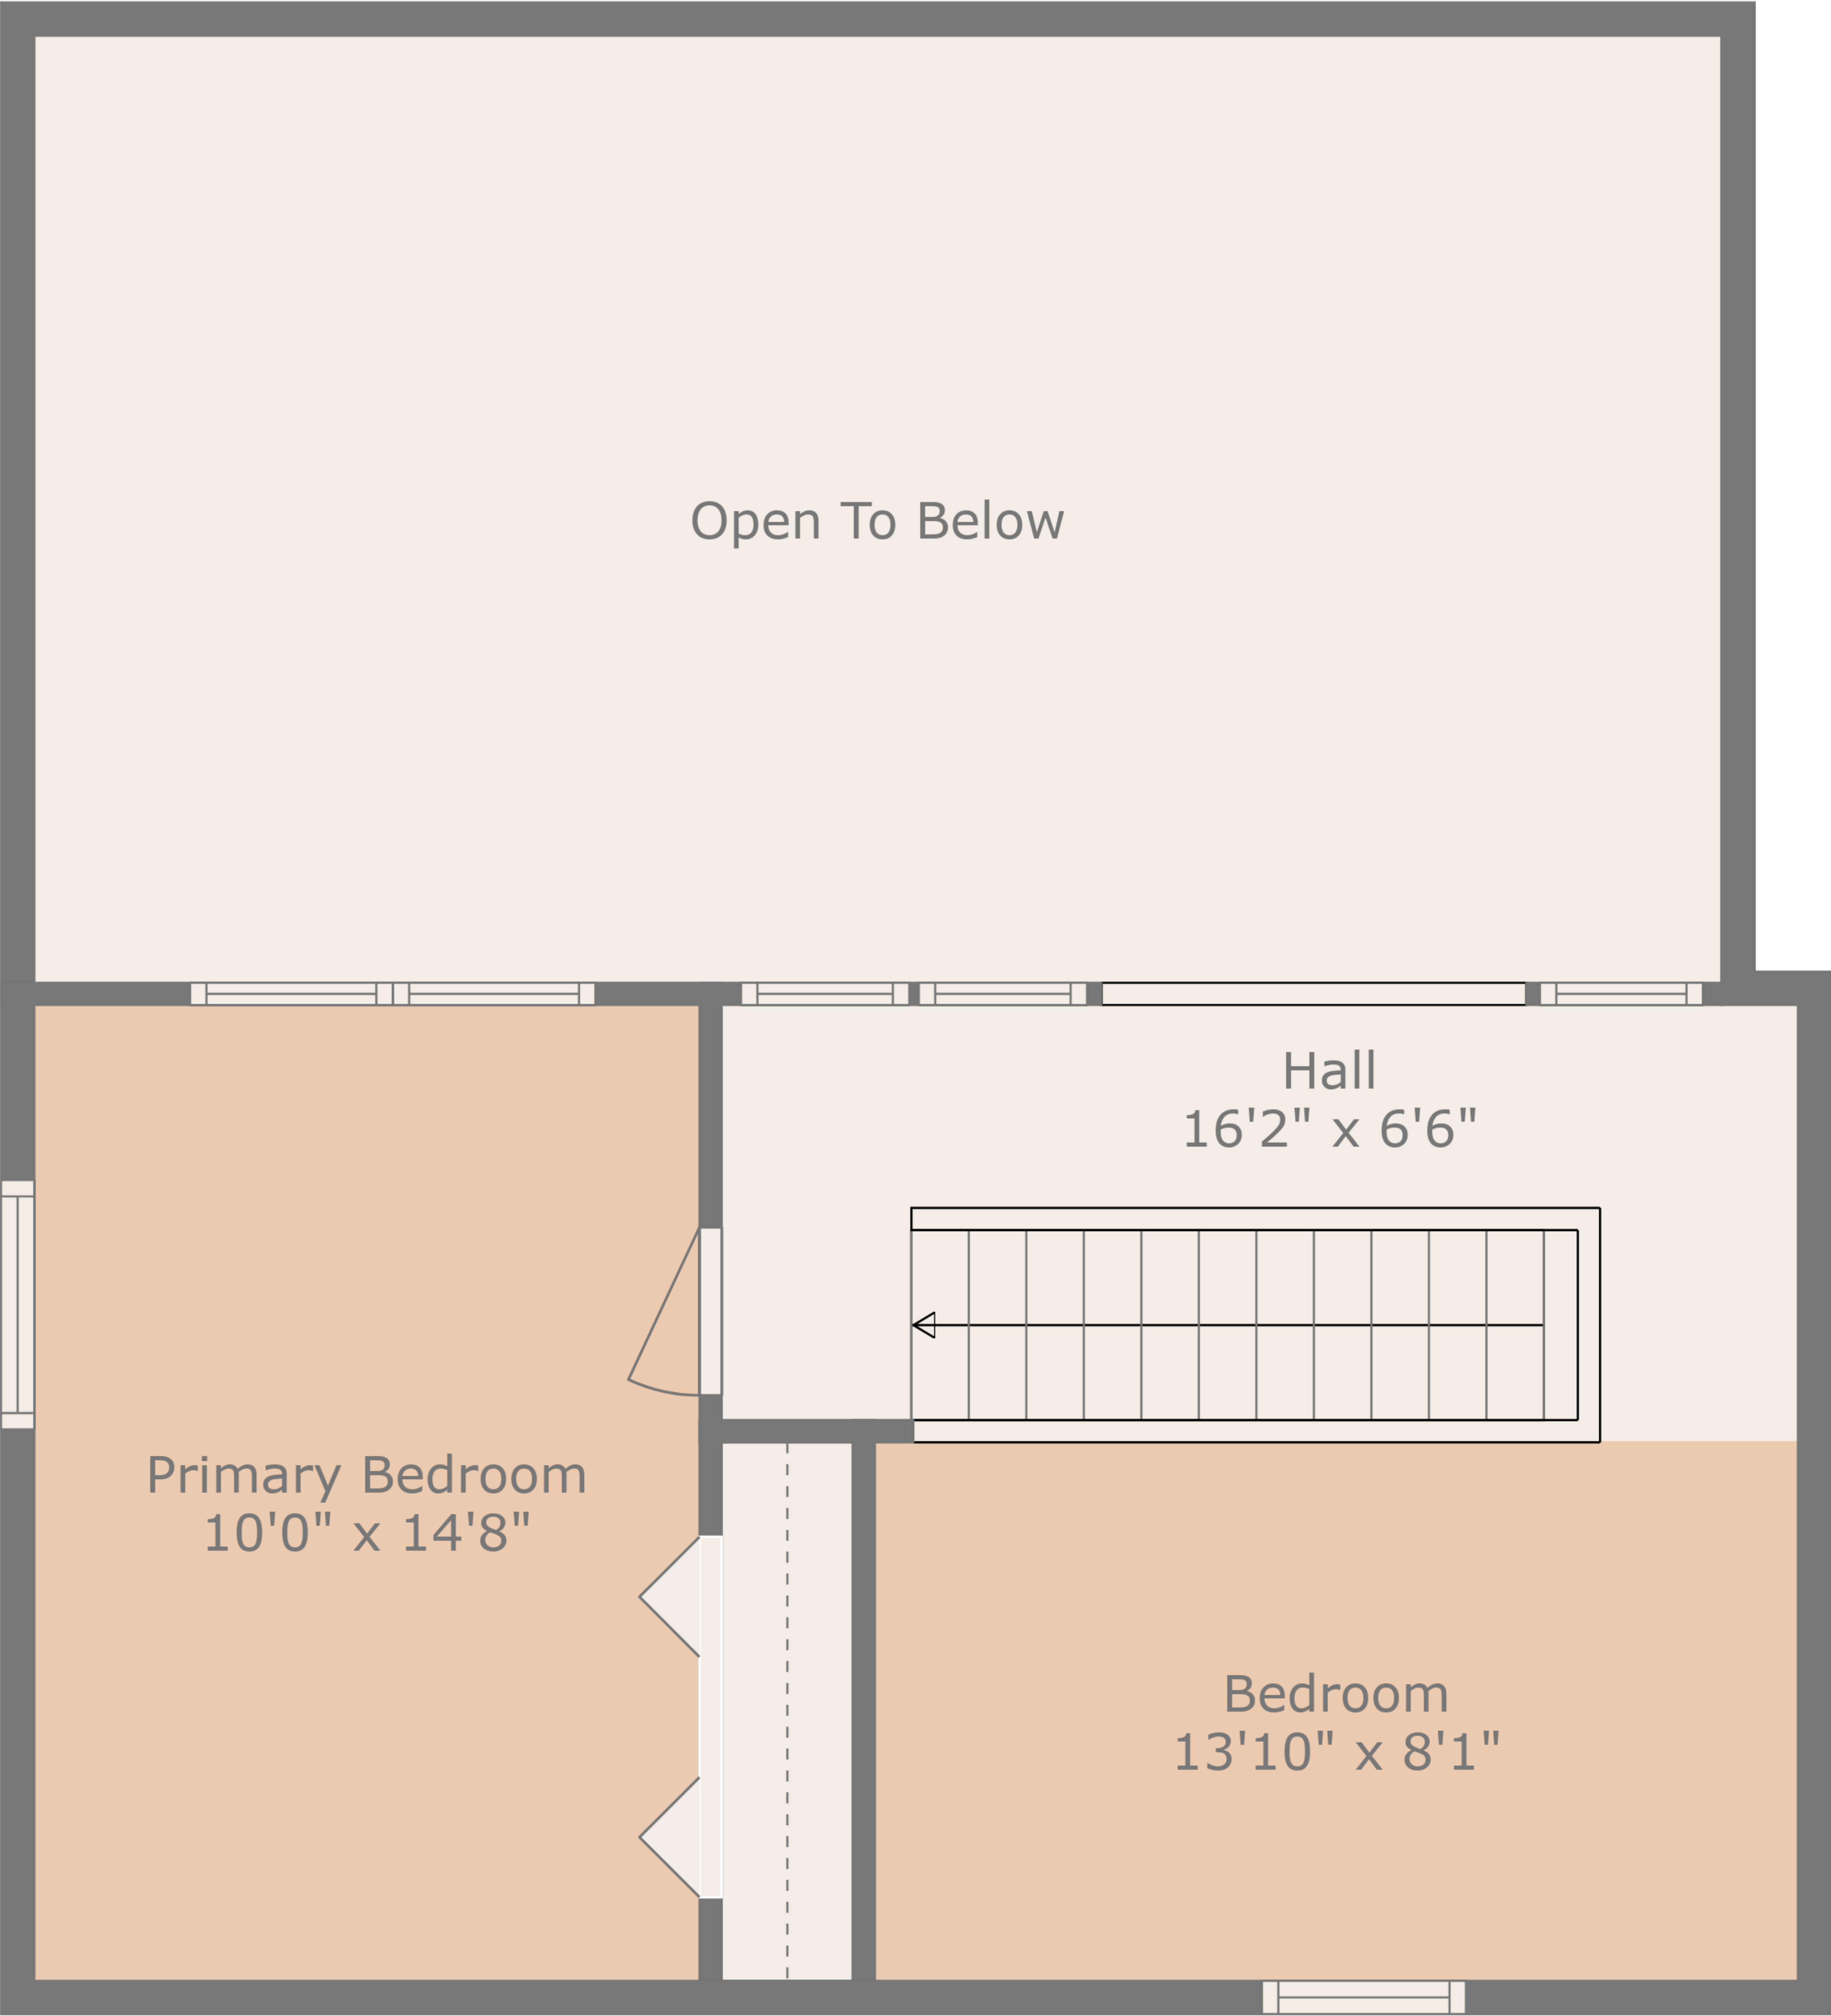 Open To Below
Hall
16'2" x 6'6"
Primary Bedroom
10'0" x 14'8"
Bedroom
13'10" x 8'1"